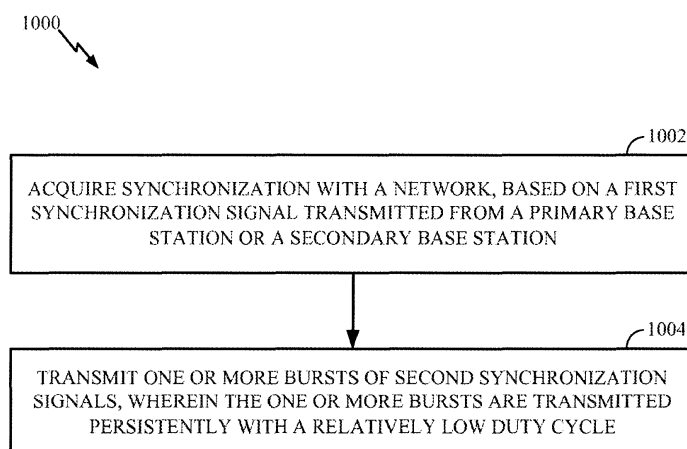 1000
1002
ACQUIRE SYNCHRONIZATION WITH A NETWORK, BASED ON A FIRST
SYNCHRONIZATION SIGNAL TRANSMITTED FROM A PRIMARY BASE
STATION OR A SECONDARY BASE STATION
1004
TRANSMIT ONE OR MORE BURSTS OF SECOND SYNCHRONIZATION
SIGNALS, WHEREIN THE ONE OR MORE BURSTS ARE TRANSMITTED
PERSISTENTLY WITH A RELATIVELY LOW DUTY CYCLE